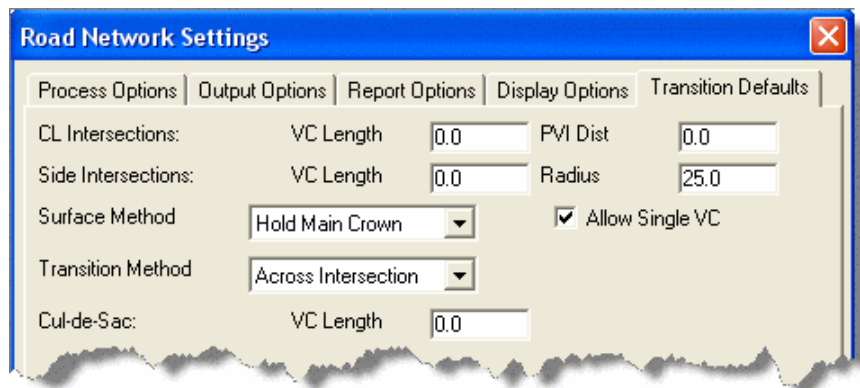 Road Network Settings
Process Options Output Options Report Options Display Options Transition Defaults
CL Intersections: VC Length 0.0 PVI Dist 0.0
Side Intersections: VC Length 0.0 Radius 25.0
Surface Method Hold Main Crown Allow Single VC
Transition Method Across Intersection
Cul-de-Sac: VC Length 0.0